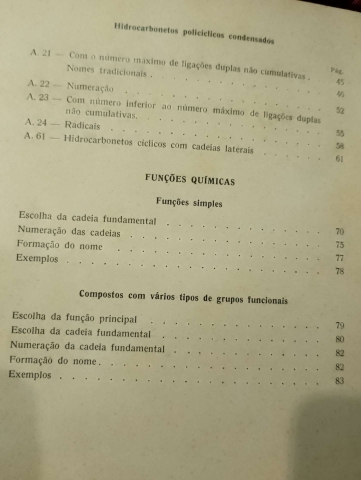 Hidrocarbonetos policíclicos condensados
Pág.
A. 21 — Com o número máximo de ligações duplas não cumulativas . 45
Nomes tradicionais . . . . . . . . . . . 46
A. 22 — Numeração . . . . . . . . . . . . 52
A. 23 — Com número inferior ao número máximo de ligações duplas
não cumulativas. . . . . . . . . . . . 55
A. 24 — Radicais . . . . . . . . . . . . 58
A. 61 — Hidrocarbonetos cíclicos com cadeias laterais . . . . . 61
FUNÇÕES QUÍMICAS
Funções simples
Escolha da cadeia fundamental . . . . . . . . . . 70
Numeração das cadeias . . . . . . . . . . . 75
Formação do nome . . . . . . . . . . . . 77
Exemplos . . . . . . . . . . . . . . 78
Compostos com vários tipos de grupos funcionais
Escolha da função principal . . . . . . . . . . 79
Escolha da cadeia fundamental . . . . . . . . . 80
Numeração da cadeia fundamental . . . . . . . . . 82
Formação do nome . . . . . . . . . . . . 82
Exemplos . . . . . . . . . . . . . . 83